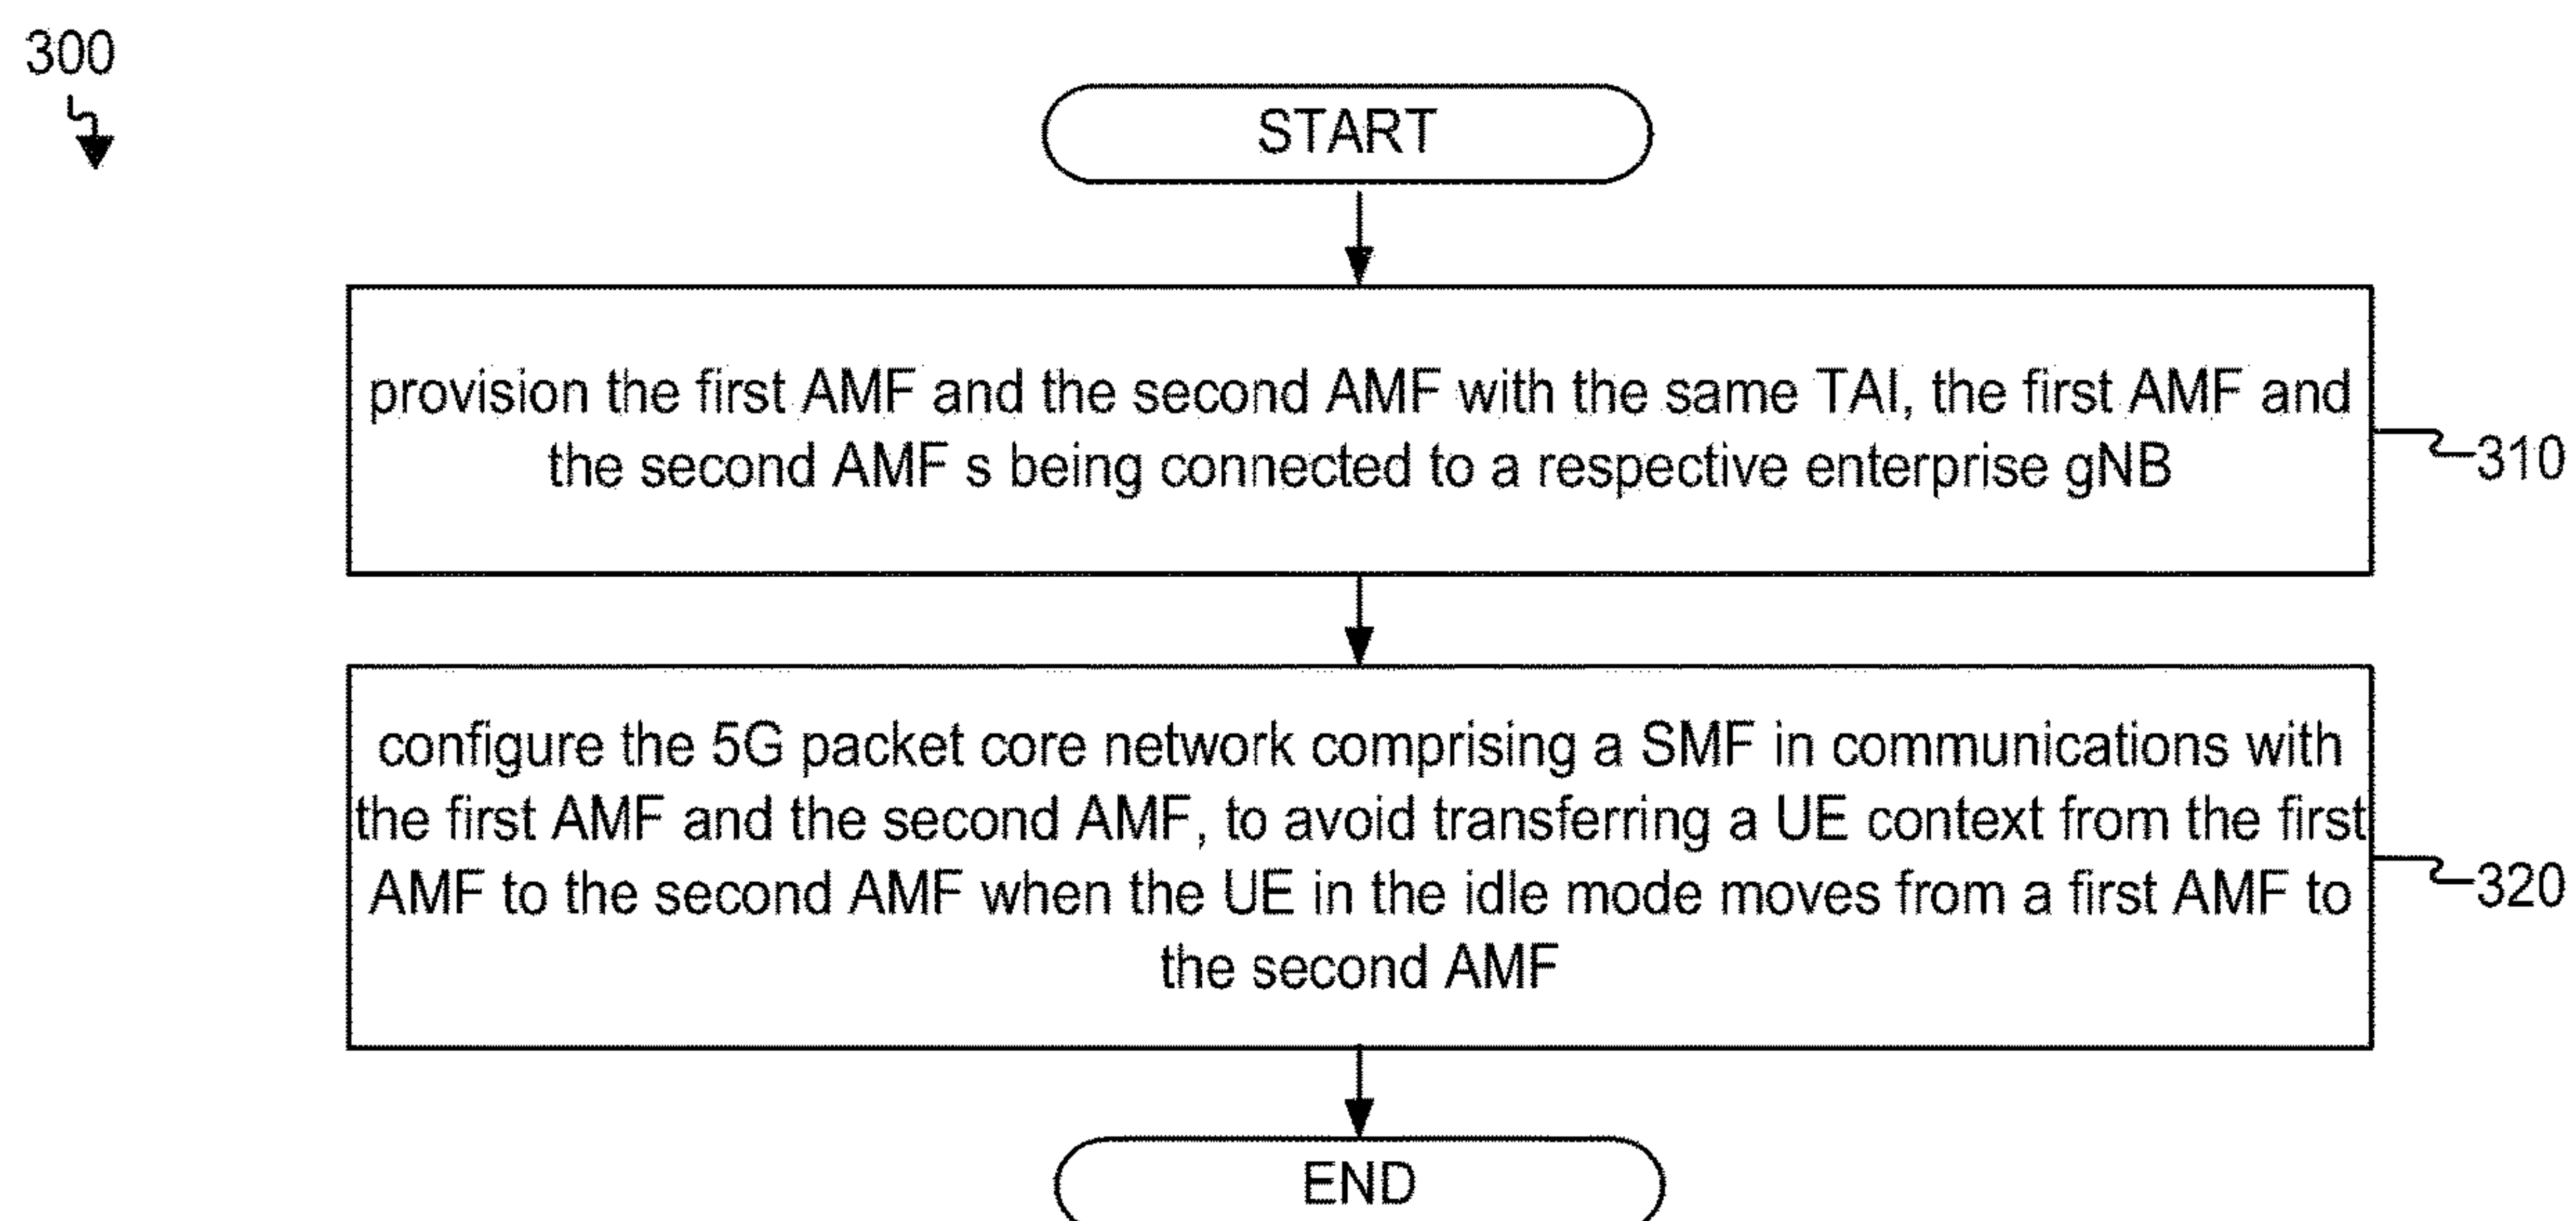 300
START
provision the first AMF and the second AMF with the same TAI, the first AMF and
the second AMF s being connected to a respective enterprise gNB
310
configure the 5G packet core network comprising a SMF in communications with
the first AMF and the second AMF, to avoid transferring a UE context from the first
AMF to the second AMF when the UE in the idle mode moves from a first AMF to
the second AMF
320
END